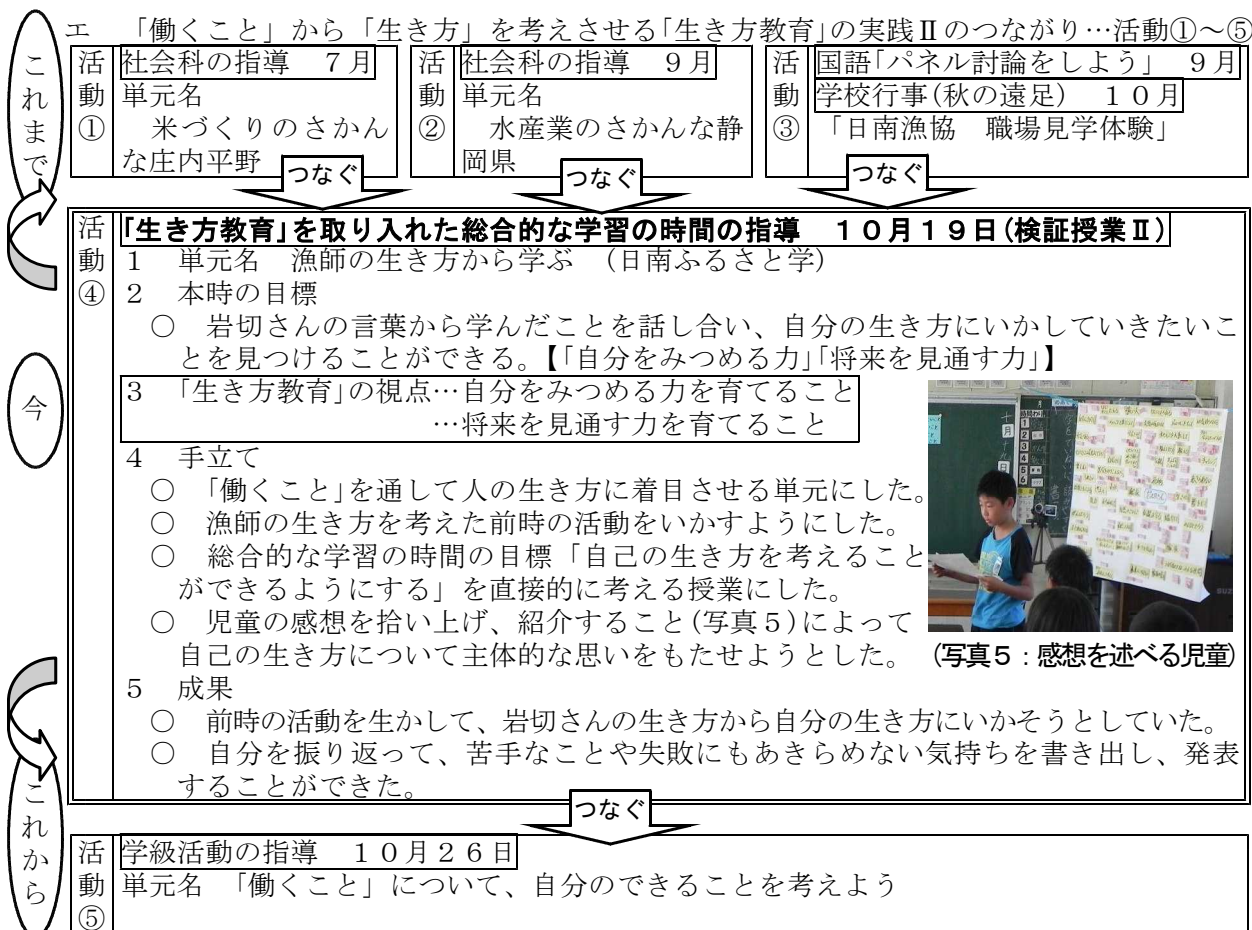 エ 「働くこと」から「生き方」を考えさせる「生き方教育」の実践Ⅱのつながり…活動①~⑤
これまで
活動①
社会科の指導 7月
単元名
米づくりのさかん
な庄内平野
活動②
社会科の指導 9月
単元名
水産業のさかんな静
岡県
活動③
国語「パネル討論をしよう」 9月
学校行事(秋の遠足) 10月
「日南漁協 職場見学体験」
つなぐ
つなぐ
つなぐ
今
活動④
「生き方教育」を取り入れた総合的な学習の時間の指導 10月19日(検証授業Ⅱ)
1 単元名 漁師の生き方から学ぶ (日南ふるさと学)
2 本時の目標
○ 岩切さんの言葉から学んだことを話し合い、自分の生き方にいかしていきたいこ
とを見つけることができる。【「自分をみつめる力」「将来を見通す力」】
3 「生き方教育」の視点…自分をみつめる力を育てること
…将来を見通す力を育てること
4 手立て
○ 「働くこと」を通して人の生き方に着目させる単元にした。
○ 漁師の生き方を考えた前時の活動をいかすようにした。
○ 総合的な学習の時間の目標「自己の生き方を考えること
ができるようにする」を直接的に考える授業にした。
○ 児童の感想を拾い上げ、紹介すること(写真5)によって
自己の生き方について主体的な思いをもたせようとした。
(写真5:感想を述べる児童)
5 成果
○ 前時の活動を生かして、岩切さんの生き方から自分の生き方にいかそうとしていた。
○ 自分を振り返って、苦手なことや失敗にもあきらめない気持ちを書き出し、発表
することができた。
つなぐ
これから
活動⑤
学級活動の指導 10月26日
単元名 「働くこと」について、自分のできることを考えよう